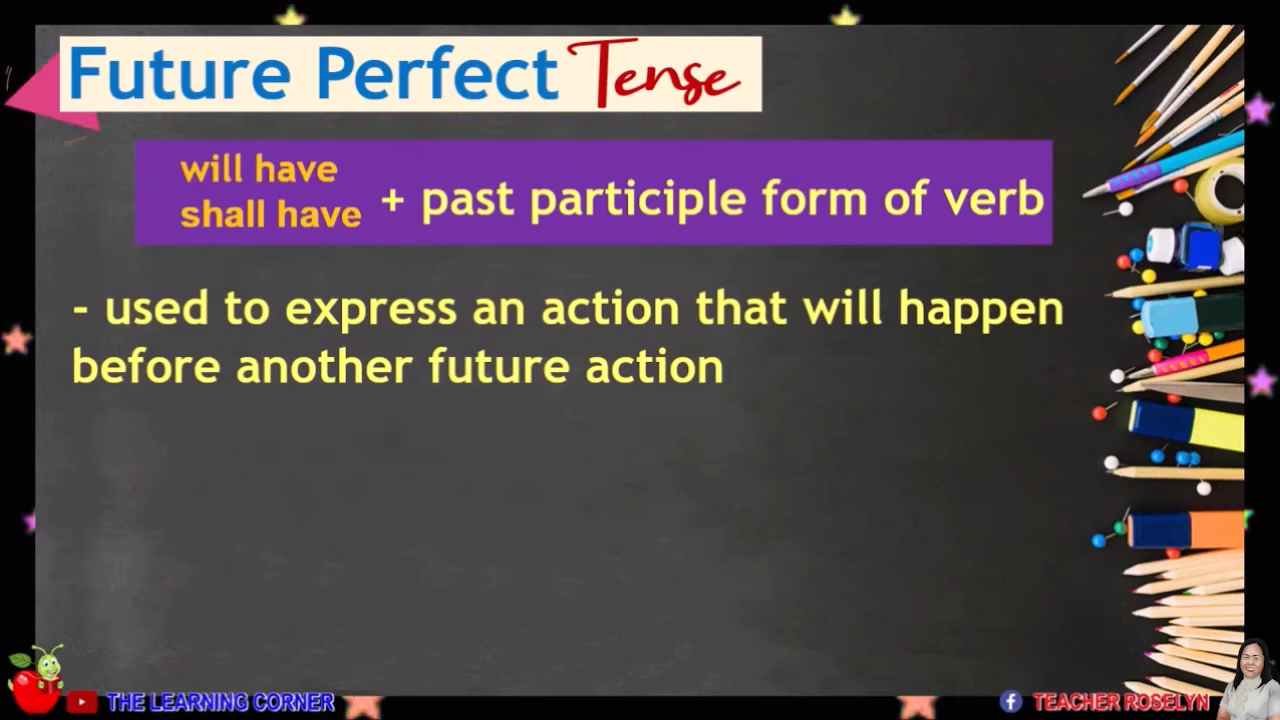 Future Perfect Tense
will have
shall have
+ past participle form of verb
- used to express an action that will happen
before another future action
THE LEARNING CORNER
TEACHER ROSELYN